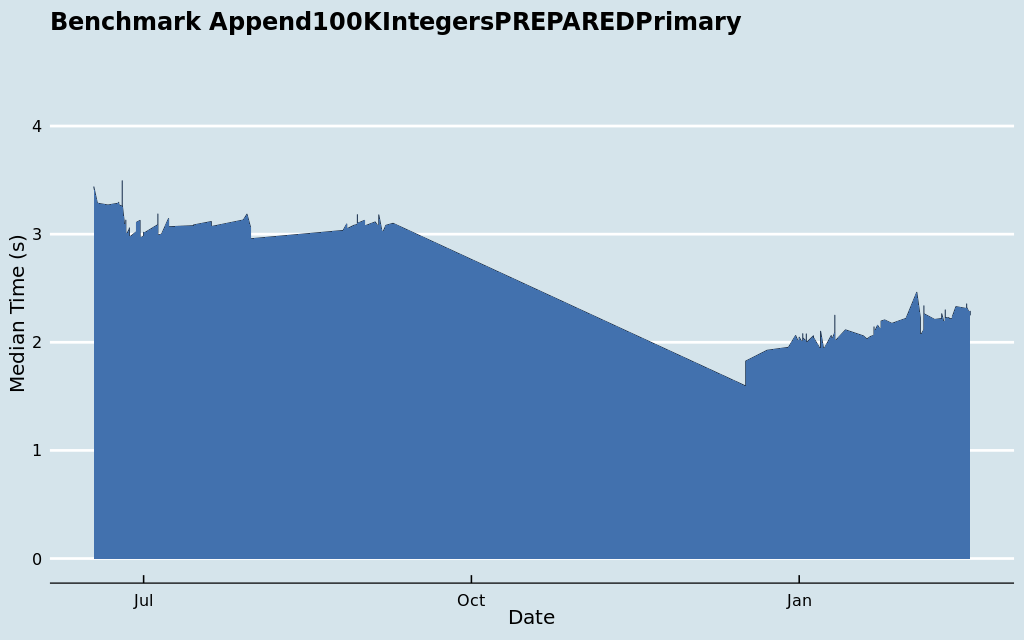 Benchmark Append100KIntegersPREPAREDPrimary
Median Time (s)
4
3
2
1
0
Jul
Oct
Jan
Date